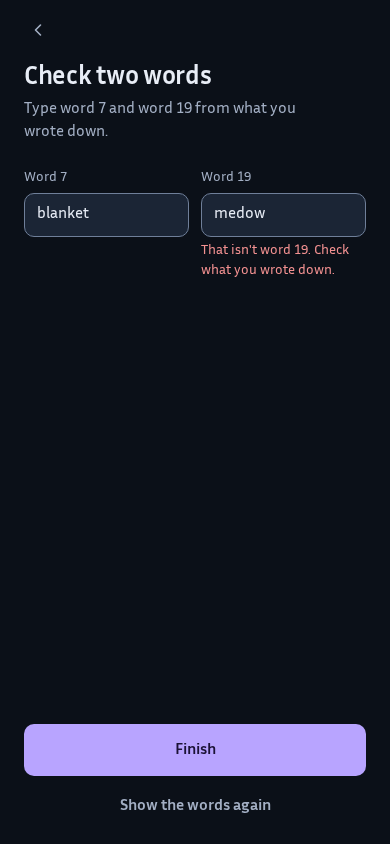 Check two words
Type word 7 and word 19 from what you
wrote down.
Word 7
Word 19
blanket
medow
That isn't word 19. Check
what you wrote down.
Finish
Show the words again